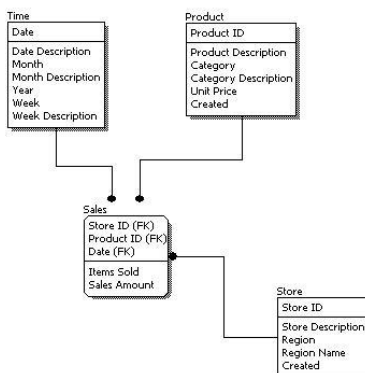 Time
Date
Date Description
Month
Month Description
Year
Week
Week Description
Product
Product ID
Product Description
Category
Category Description
Unit Price
Created
Sales
Store ID (FK)
Product ID (FK)
Date (FK)
Items Sold
Sales Amount
Store
Store ID
Store Description
Region
Region Name
Created